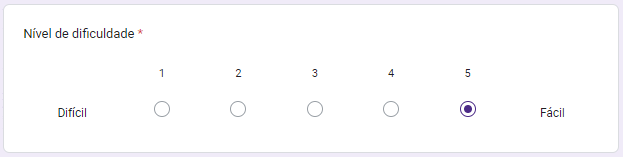 Nível de dificuldade *
1 2 3 4 5
Difícil Fácil